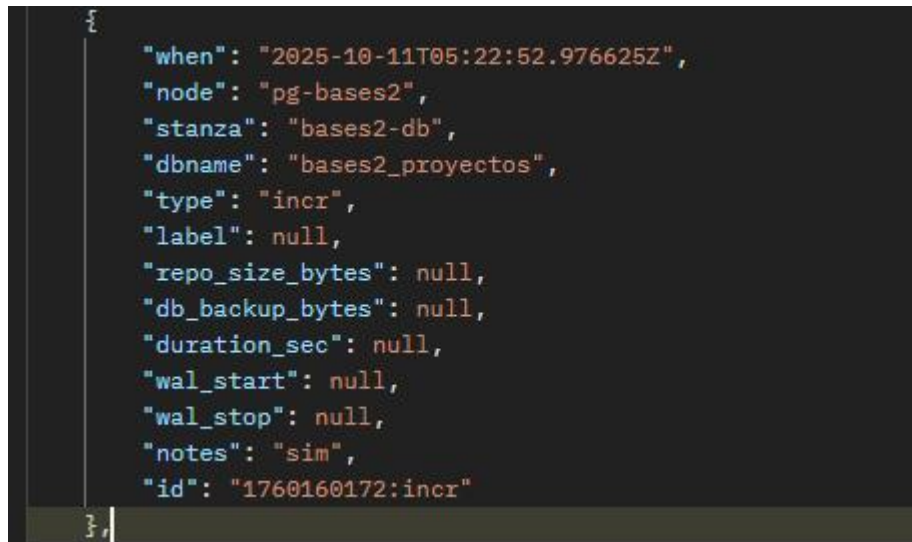 {
"when": "2025-10-11T05:22:52.976625Z",
"node": "pg-bases2",
"stanza": "bases2-db",
"dbname": "bases2_proyectos",
"type": "incr",
"label": null,
"repo_size_bytes": null,
"db_backup_bytes": null,
"duration_sec": null,
"wal_start": null,
"wal_stop": null,
"notes": "sim",
"id": "1760160172:incr"
},